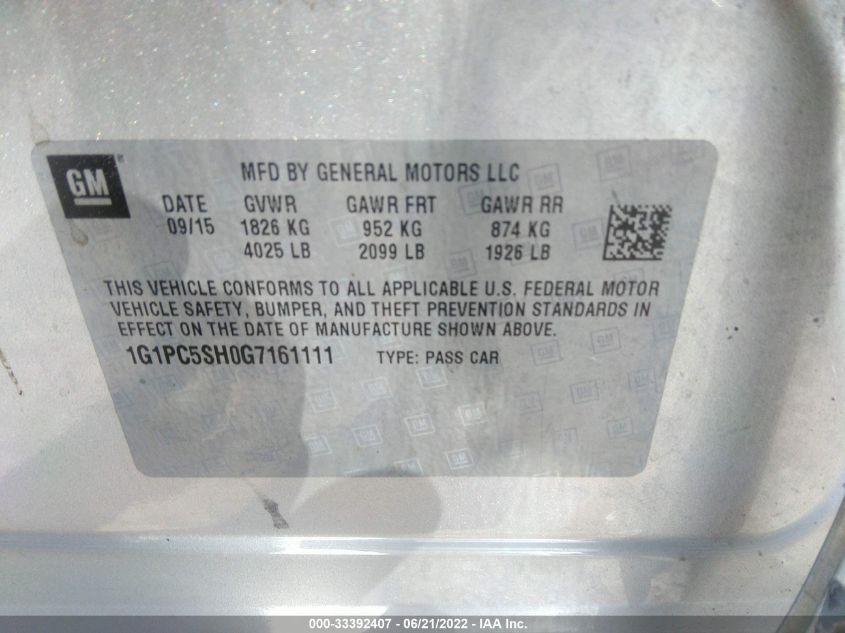 GM
MFD BY GENERAL MOTORS LLC
DATE GVWR GAWR FRT GAWR RR
09/15 1826 KG 952 KG 874 KG
4025 LB 2099 LB 1926 LB
THIS VEHICLE CONFORMS TO ALL APPLICABLE U.S. FEDERAL MOTOR
VEHICLE SAFETY, BUMPER, AND THEFT PREVENTION STANDARDS IN
EFFECT ON THE DATE OF MANUFACTURE SHOWN ABOVE.
1G1PC5SH0G7161111 TYPE: PASS CAR
000-33392407 - 06/21/2022 - IAA Inc.